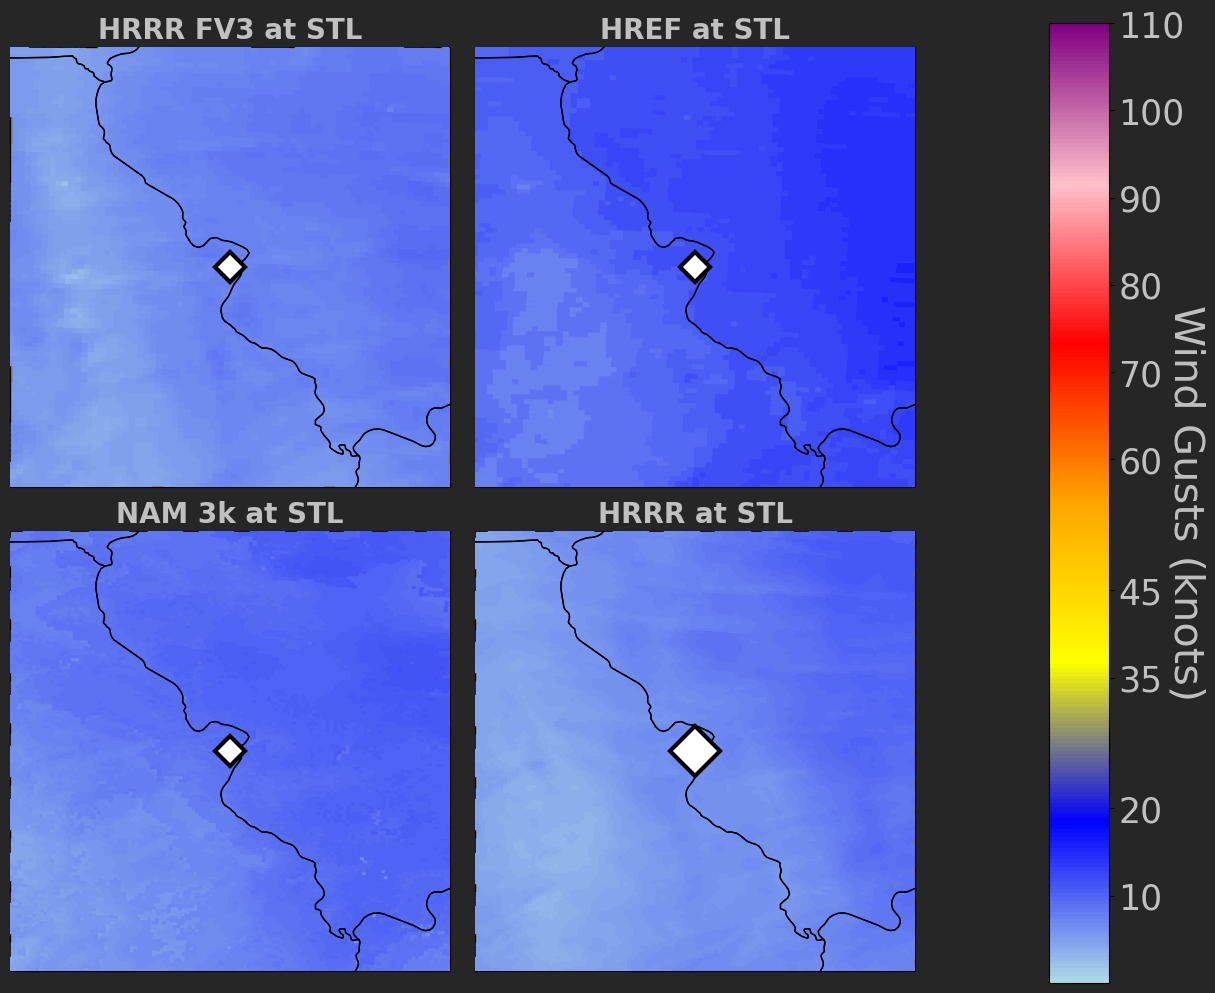 HRRR FV3 at STL
HREF at STL
NAM 3k at STL
HRRR at STL
110
100
90
80
70
60
45
35
20
10
Wind Gusts (knots)